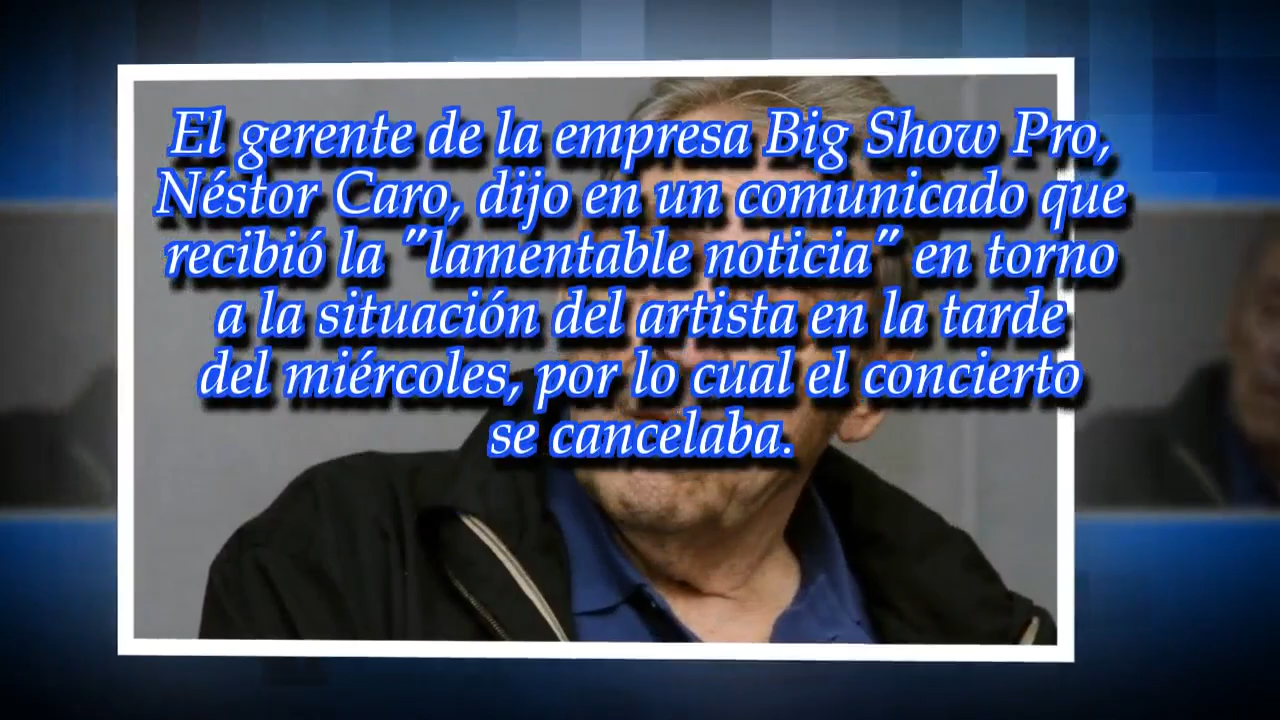 El gerente de la empresa Big Show Pro,
Néstor Caro, dijo en un comunicado que
recibió la "lamentable noticia" en torno
a la situación del artista en la tarde
del miércoles, por lo cual el concierto
se cancelaba.